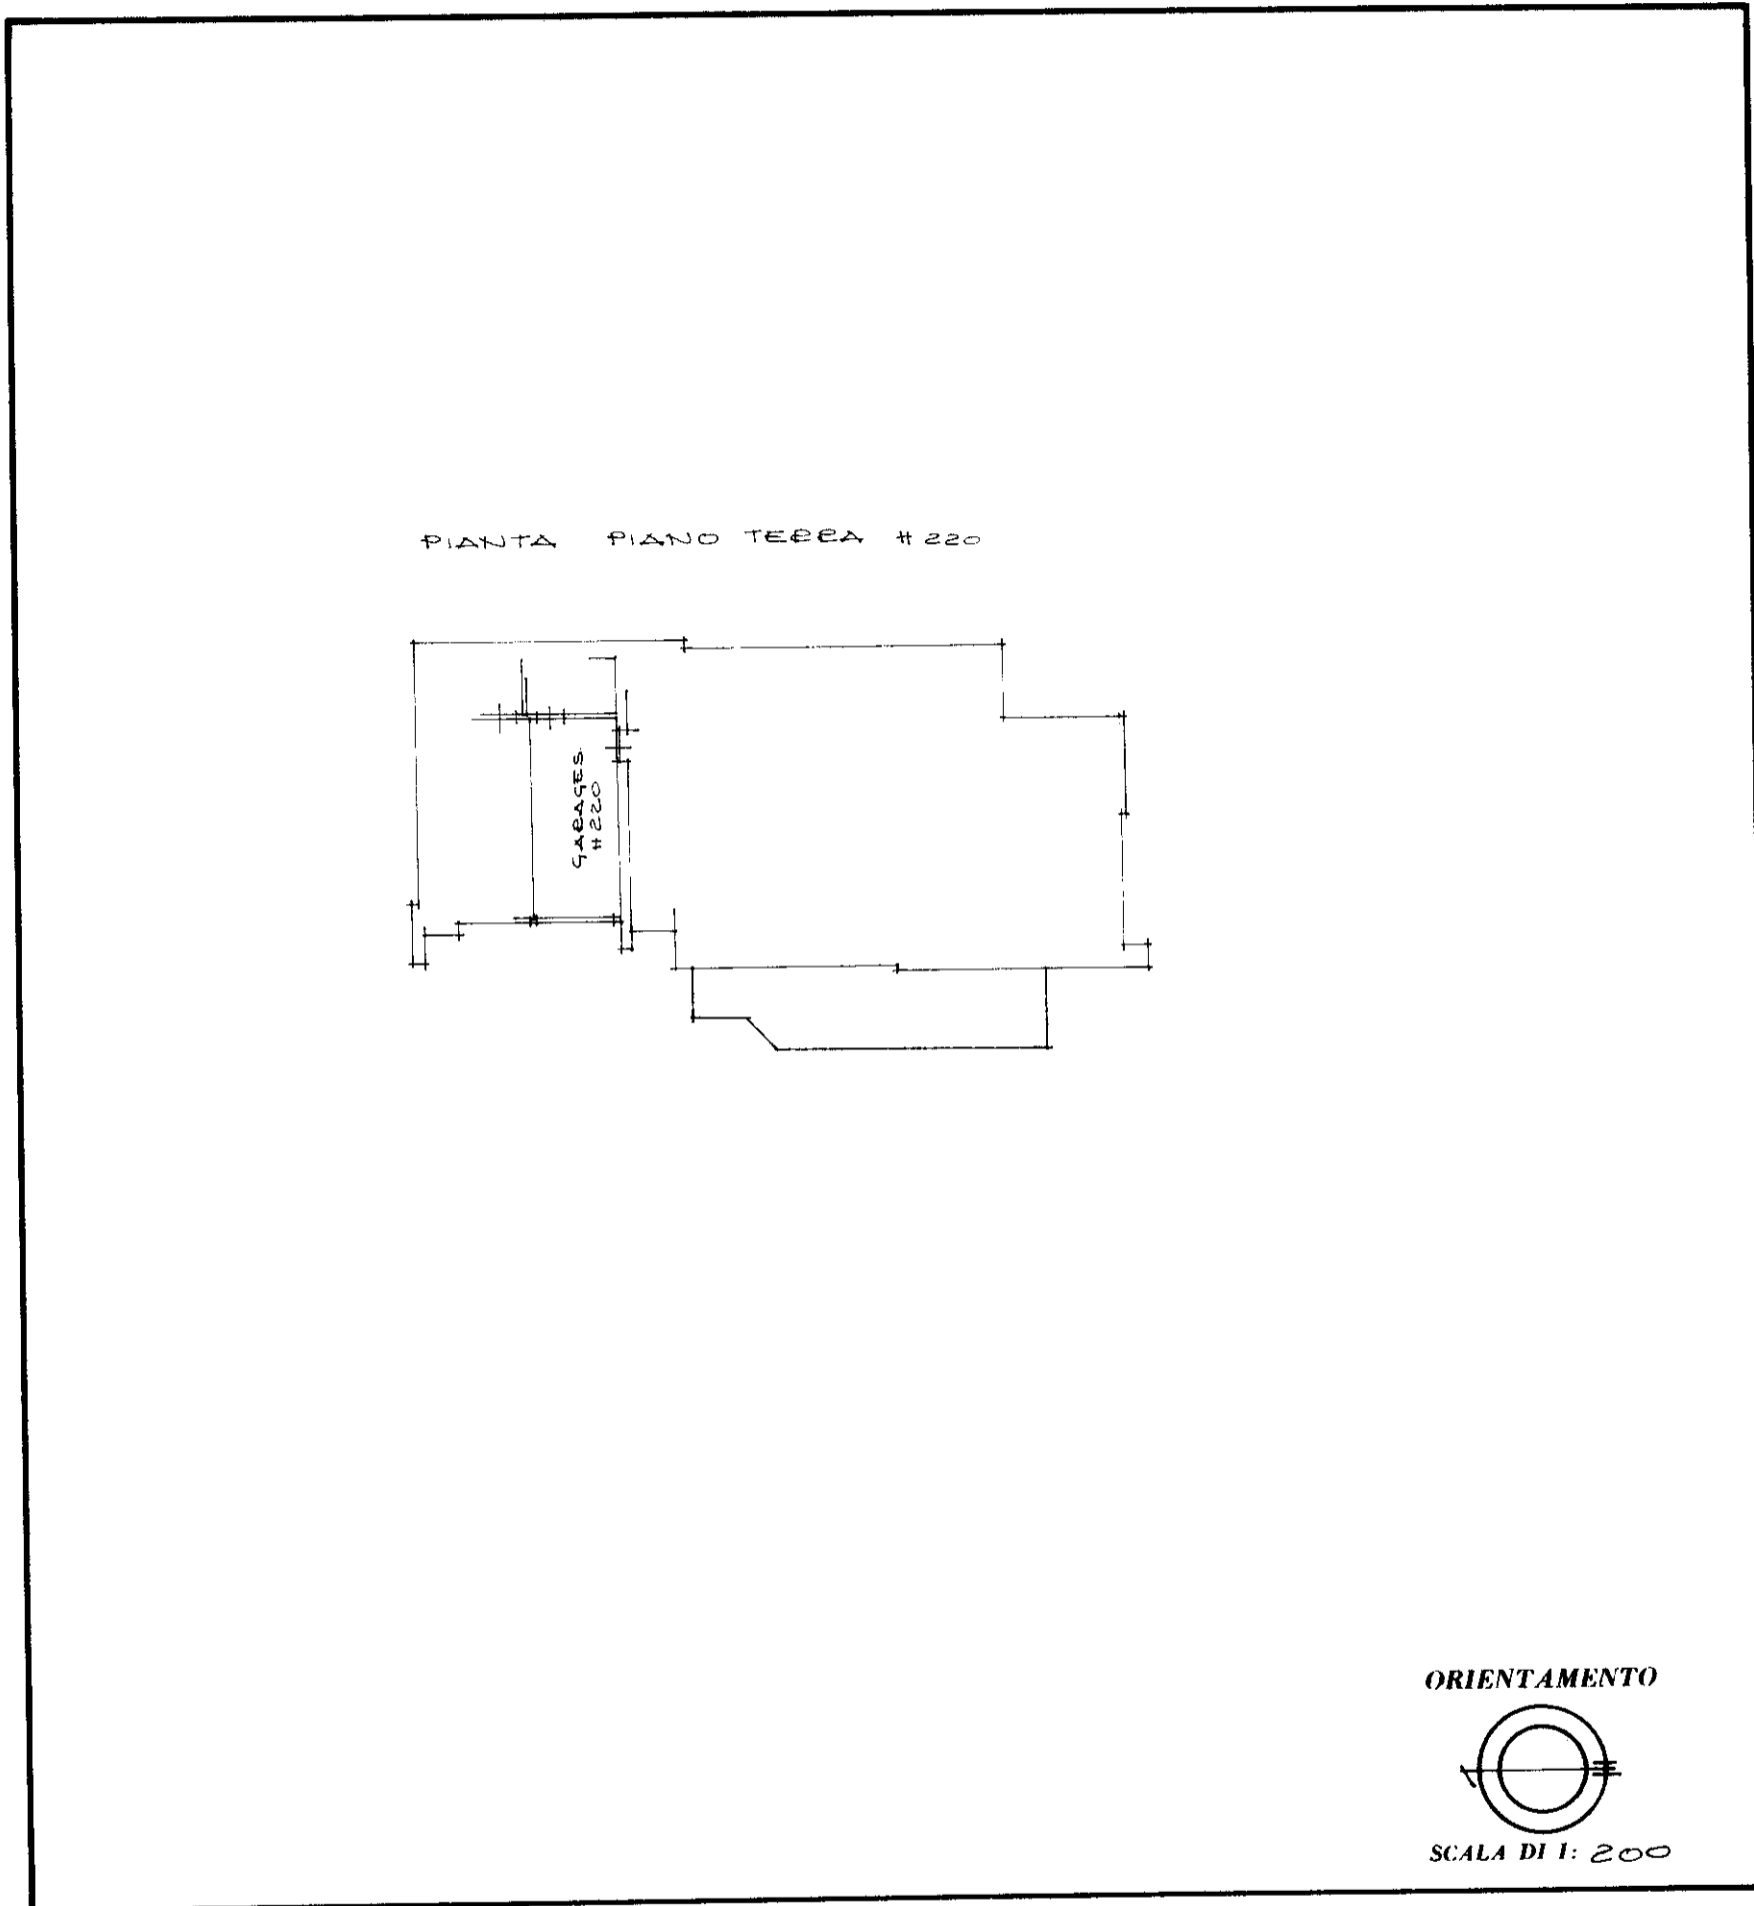 PIANTA PIANO TERRA H 220
GARAGES
H 220
ORIENTAMENTO
SCALA DI 1: 200